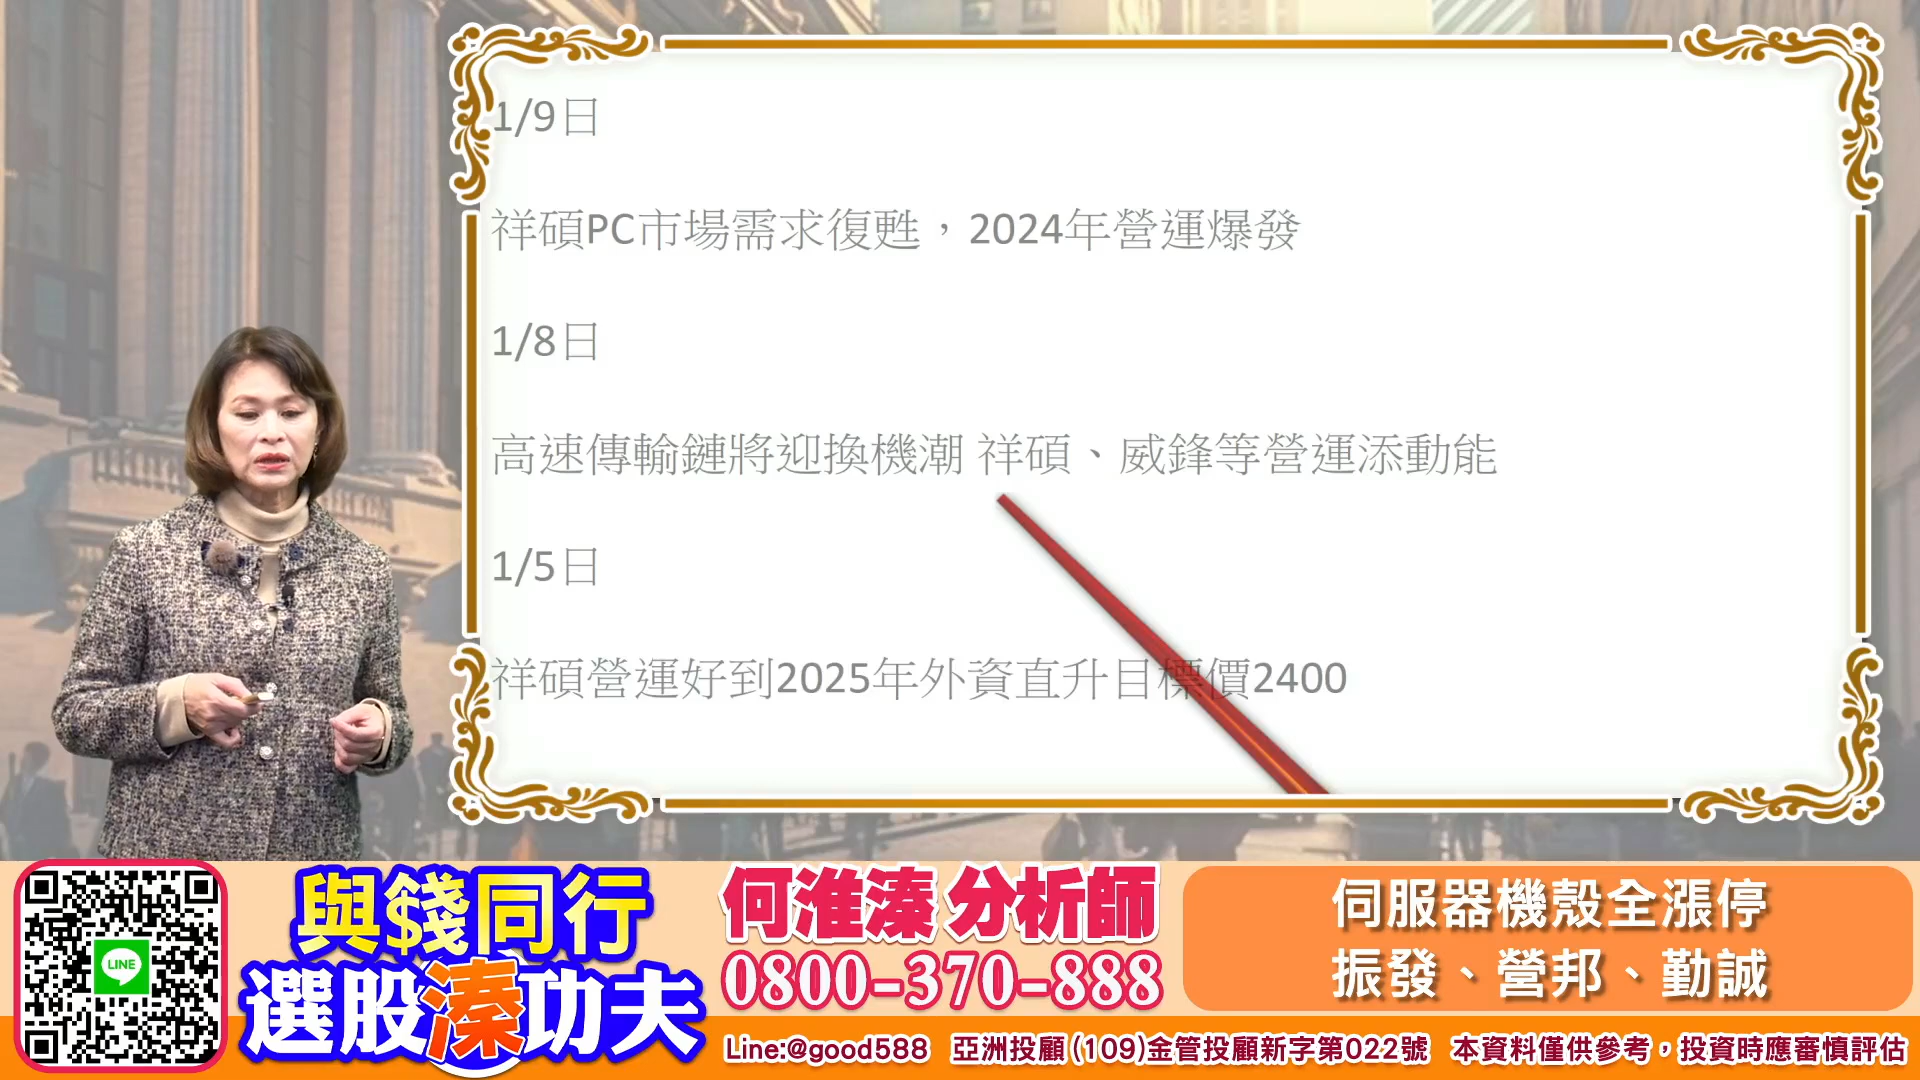 1/9日
祥碩PC市場需求復甦，2024年營運爆發
1/8日
高速傳輸鏈將迎換機潮 祥碩、威鋒等營運添動能
1/5日
祥碩營運好到2025年外資直升目標價2400
LINE
與$錢同行
選股溱功夫
何淮溱 分析師
0800-370-888
伺服器機殼全漲停
振發、營邦、勤誠
Line:@good588 亞洲投顧 (109)金管投顧新字第022號 本資料僅供參考，投資時應審慎評估